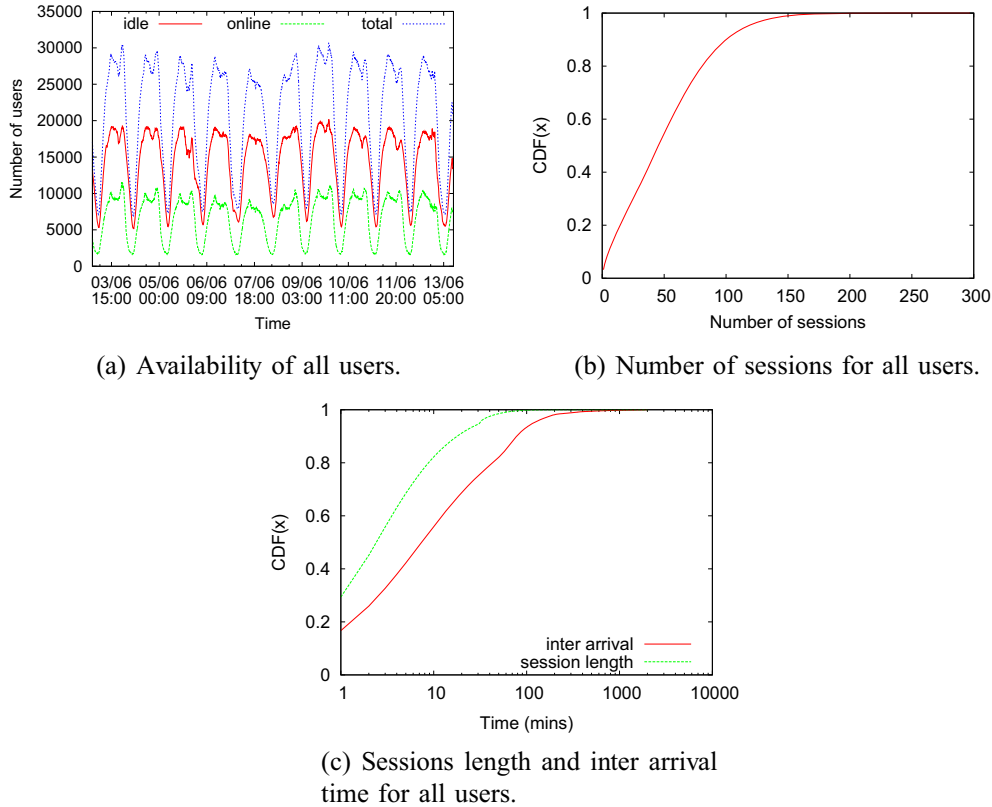 idle online total
35000
30000
25000
20000
15000
10000
5000
0
Number of users
03/06 05/06 06/06 07/06 09/06 10/06 11/06 13/06
15:00 00:00 09:00 18:00 03:00 11:00 20:00 05:00
Time
(a) Availability of all users.
1
0.8
0.6
0.4
0.2
0
CDF(x)
0 50 100 150 200 250 300
Number of sessions
(b) Number of sessions for all users.
1
0.8
0.6
0.4
0.2
0
CDF(x)
inter arrival
session length
1 10 100 1000 10000
Time (mins)
(c) Sessions length and inter arrival
time for all users.